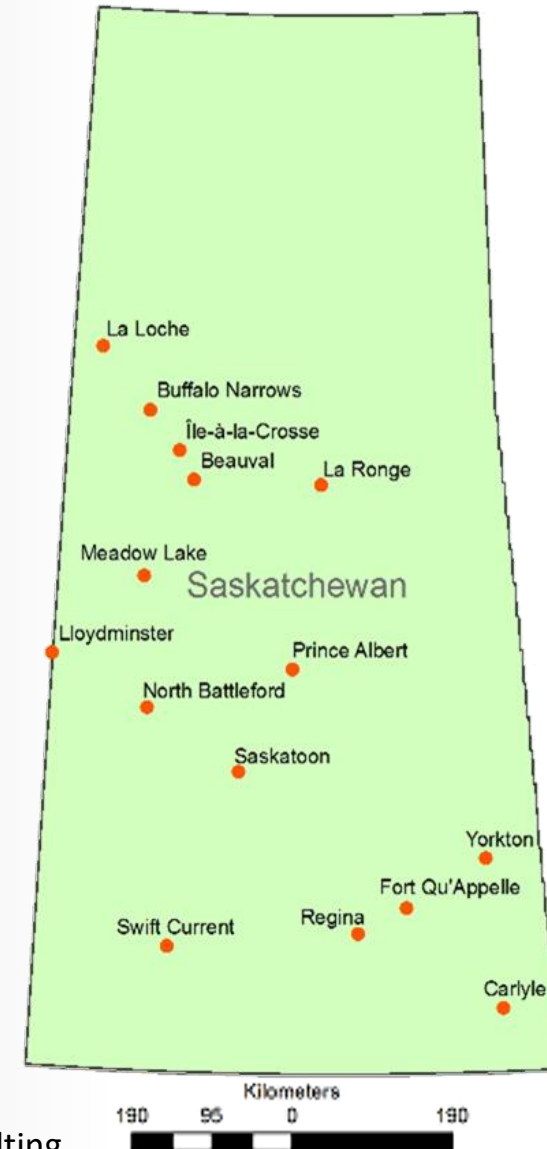 La Loche
Buffalo Narrows
Île-à-la-Crosse
Beauval
La Ronge
Meadow Lake
Saskatchewan
Lloydminster
Prince Albert
North Battleford
Saskatoon
Yorkton
Fort Qu'Appelle
Regina
Swift Current
Carlyle
Kilometers
190 95 0 190